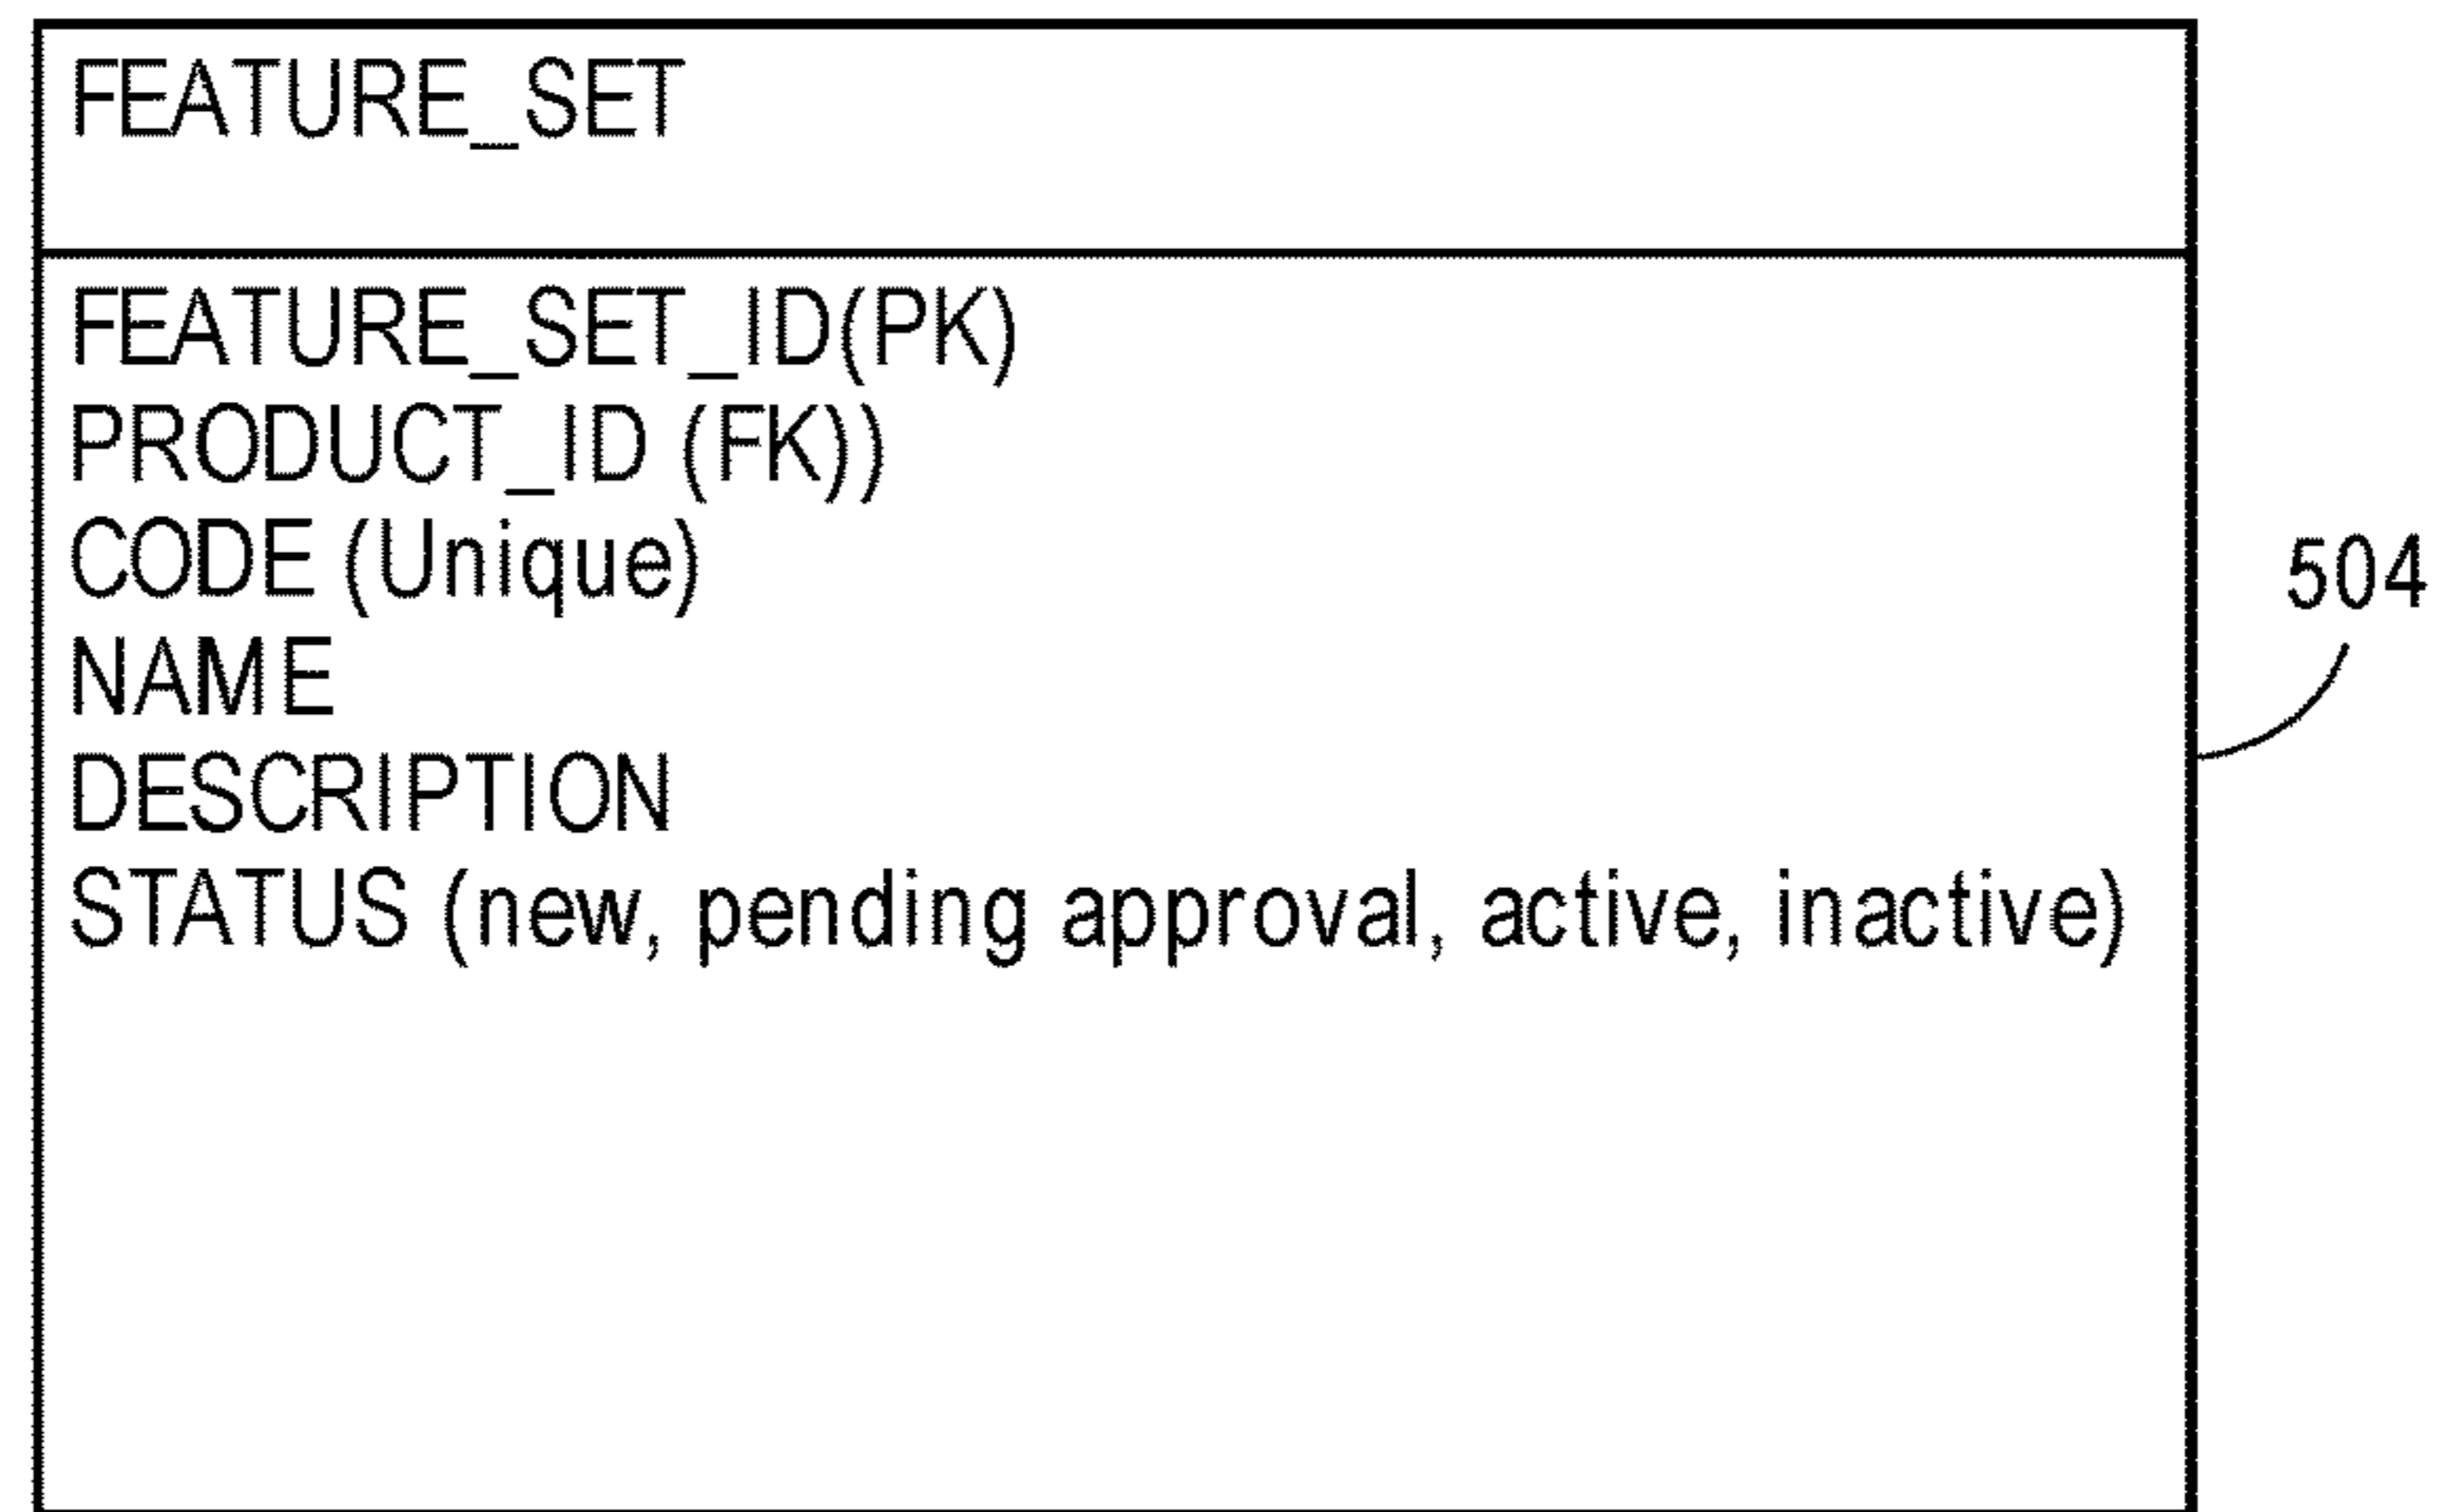 FEATURE_SET
FEATURE_SET_ID(PK)
PRODUCT_ID (FK))
CODE (Unique)
NAME
DESCRIPTION
STATUS (new, pending approval, active, inactive)
504